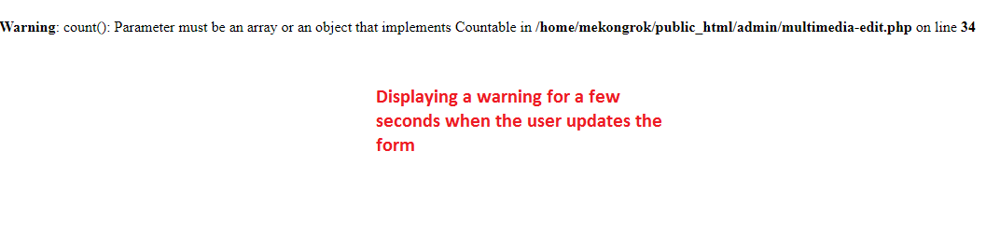 Warning: count(): Parameter must be an array or an object that implements Countable in /home/mekongrok/public_html/admin/multimedia-edit.php on line 34
Displaying a warning for a few
seconds when the user updates the
form